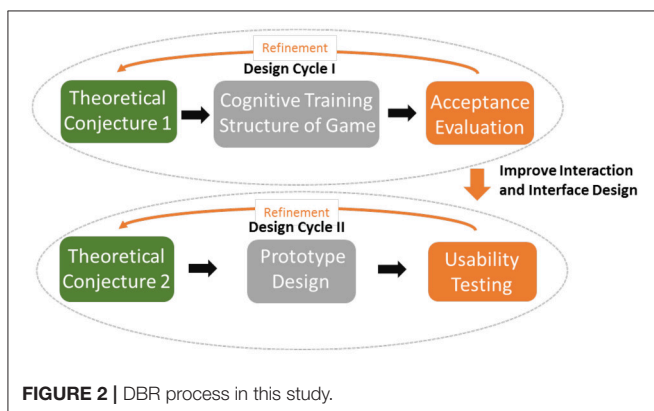 Refinement
Design Cycle I
Theoretical
Conjecture 1
Cognitive Training
Structure of Game
Acceptance
Evaluation
Improve Interaction
and Interface Design
Refinement
Design Cycle II
Theoretical
Conjecture 2
Prototype
Design
Usability
Testing
FIGURE 2 | DBR process in this study.